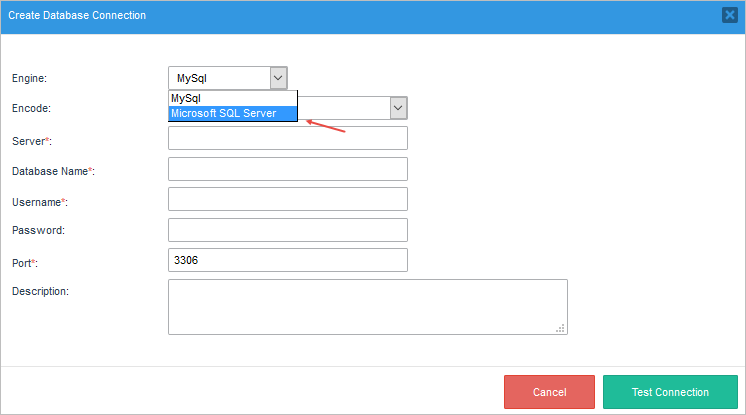 Create Database Connection
Engine: MySql
MySql
Encode:
Microsoft SQL Server
Server*:
Database Name*:
Username*:
Password:
Port*: 3306
Description:
Cancel Test Connection